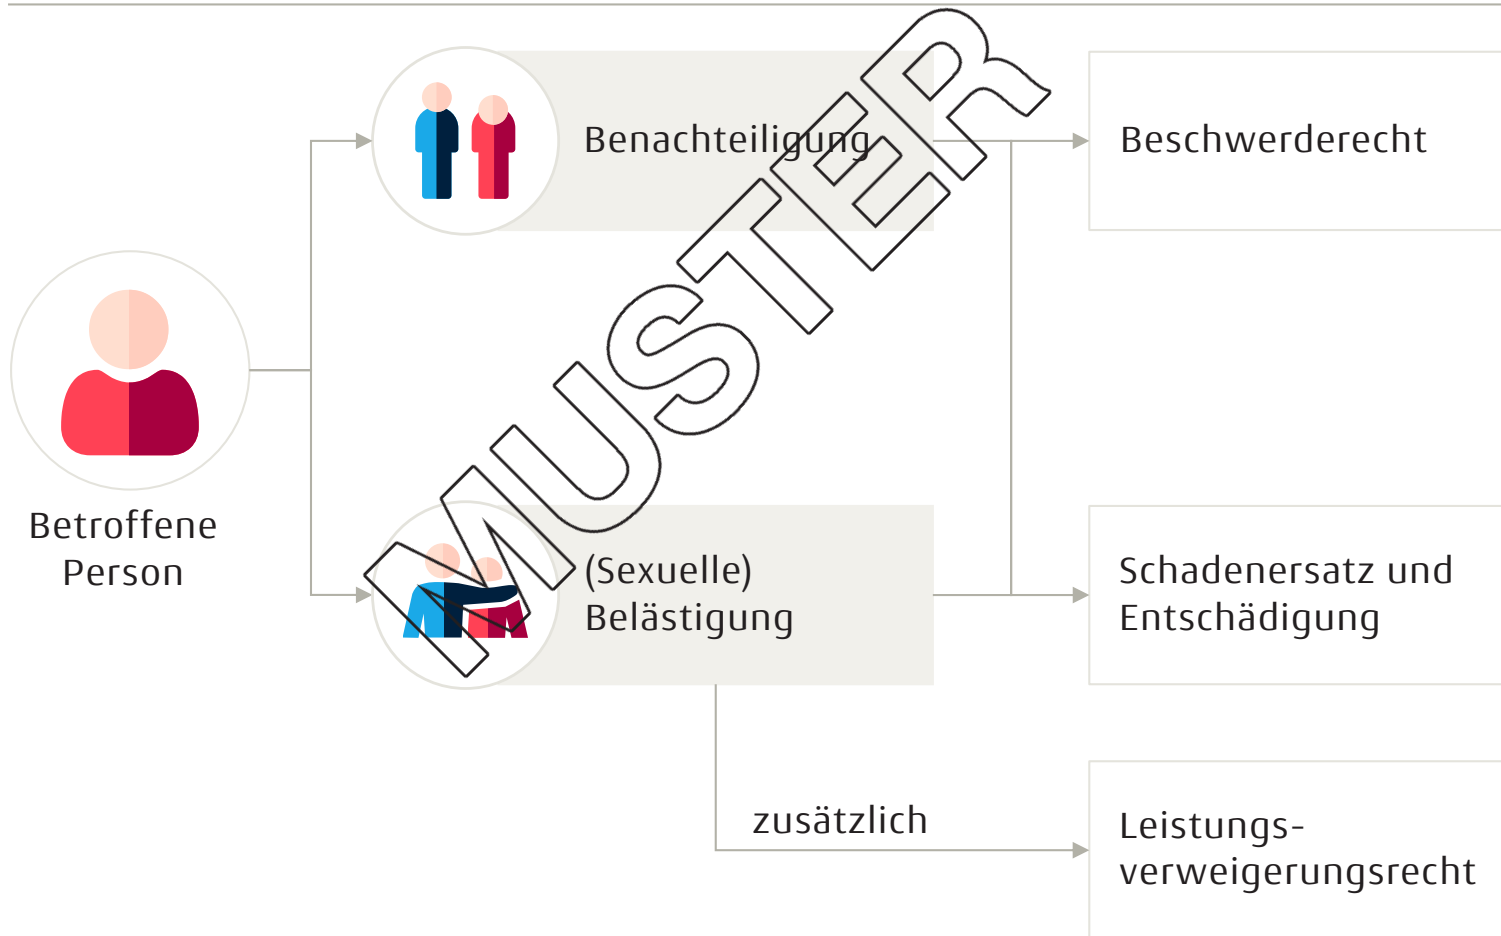 Benachteiligung
Beschwerderecht
Betroffene
Person
(Sexuelle)
Belästigung
Schadenersatz und
Entschädigung
zusätzlich
Leistungs-
verweigerungsrecht
MUSTER